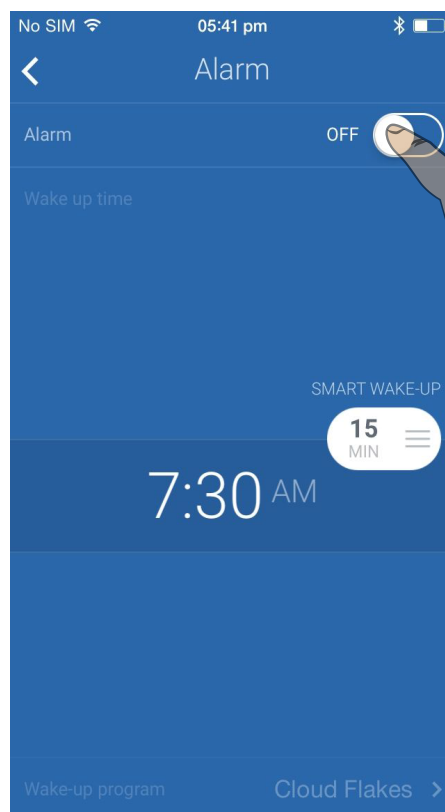 No SIM 05:41 pm
Alarm
Alarm OFF
Wake up time
SMART WAKE-UP
15
MIN
7:30 AM
Wake-up program Cloud Flakes